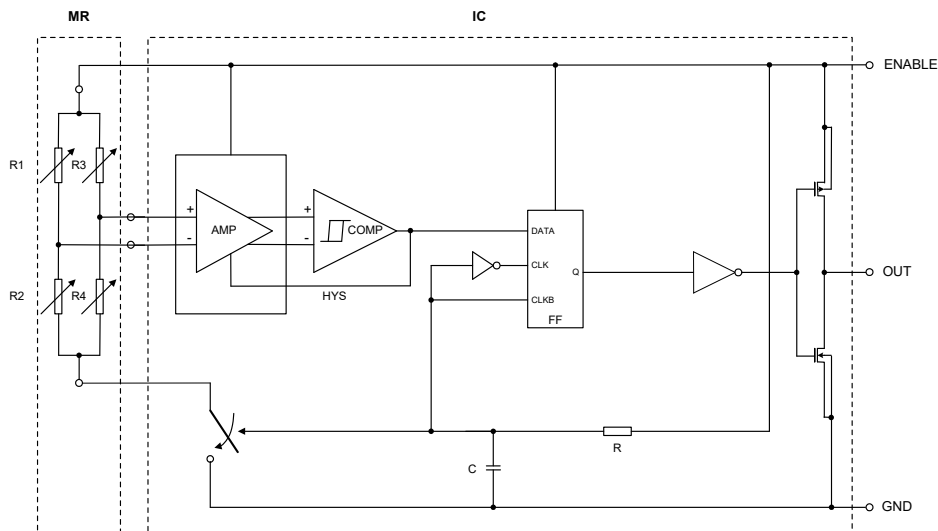 MR
IC
ENABLE
R1
R3
+
-
AMP
+
-
COMP
HYS
DATA
CLK
CLKB
Q
FF
OUT
R2
R4
R
C
GND